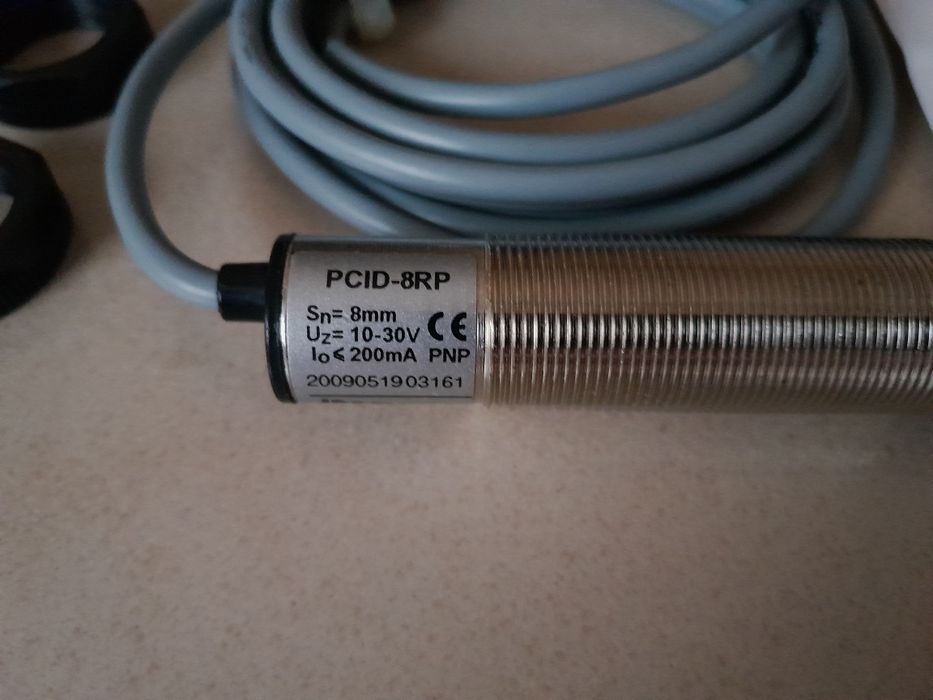 PCID-8RP
Sn= 8mm
Uz= 10-30V CE
Io≤ 200mA PNP
2009051903161